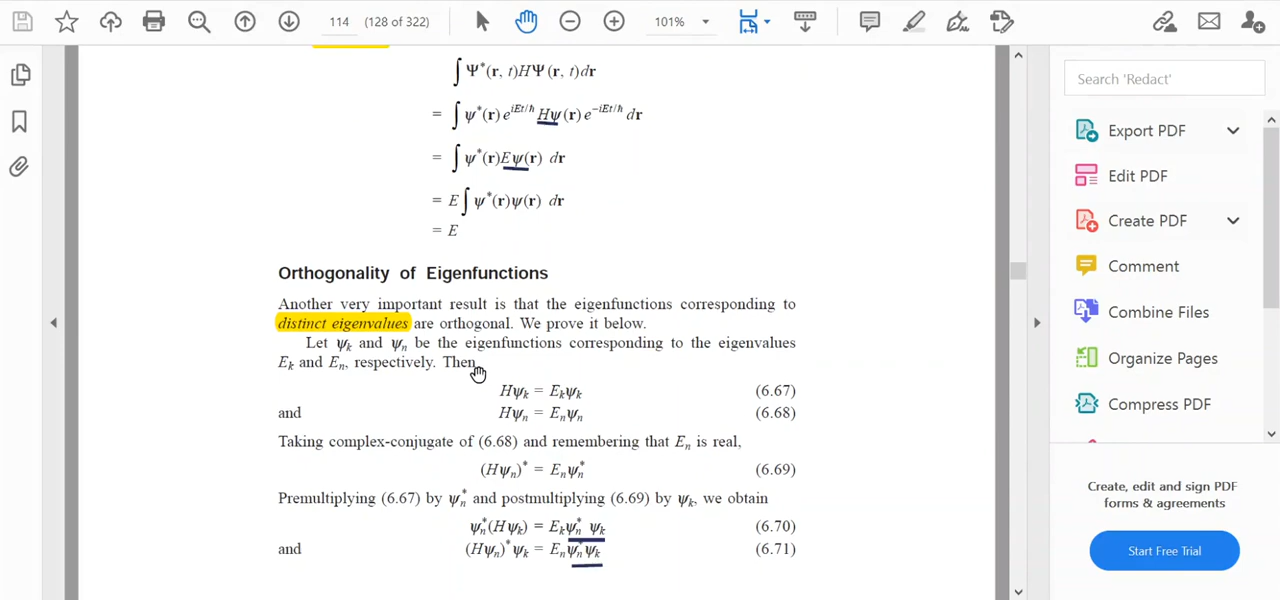 114 (128 of 322) 101%
Search 'Redact'
∫ Ψ*(r, t)HΨ(r, t)dr
= ∫ ψ*(r) e^{iEt/ħ} Hψ(r) e^{−iEt/ħ} dr
= ∫ ψ*(r)Eψ(r) dr
= E∫ ψ*(r)ψ(r) dr
= E
Orthogonality of Eigenfunctions
Another very important result is that the eigenfunctions corresponding to
distinct eigenvalues are orthogonal. We prove it below.
Let ψ_k and ψ_n be the eigenfunctions corresponding to the eigenvalues
E_k and E_n, respectively. Then
Hψ_k = E_kψ_k (6.67)
and Hψ_n = E_nψ_n (6.68)
Taking complex-conjugate of (6.68) and remembering that E_n is real,
(Hψ_n)* = E_nψ_n* (6.69)
Premultiplying (6.67) by ψ_n* and postmultiplying (6.69) by ψ_k, we obtain
ψ_n*(Hψ_k) = E_kψ_n* ψ_k (6.70)
and (Hψ_n)*ψ_k = E_nψ_n*ψ_k (6.71)
Export PDF
Edit PDF
Create PDF
Comment
Combine Files
Organize Pages
Compress PDF
Create, edit and sign PDF
forms & agreements
Start Free Trial